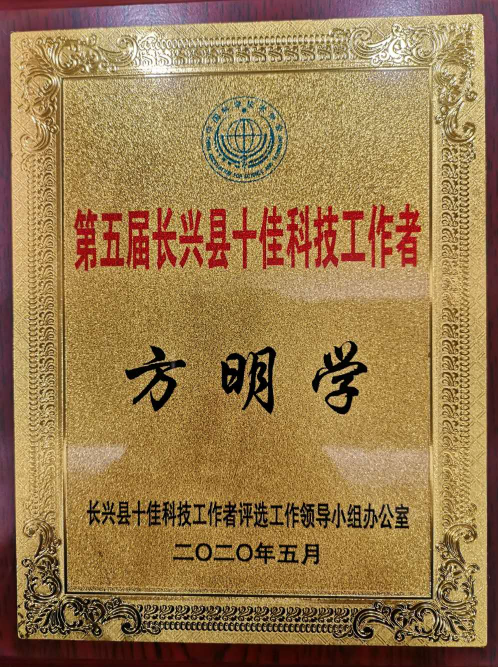 第五届长兴县十佳科技工作者
方明学
长兴县十佳科技工作者评选工作领导小组办公室
二〇二〇年五月